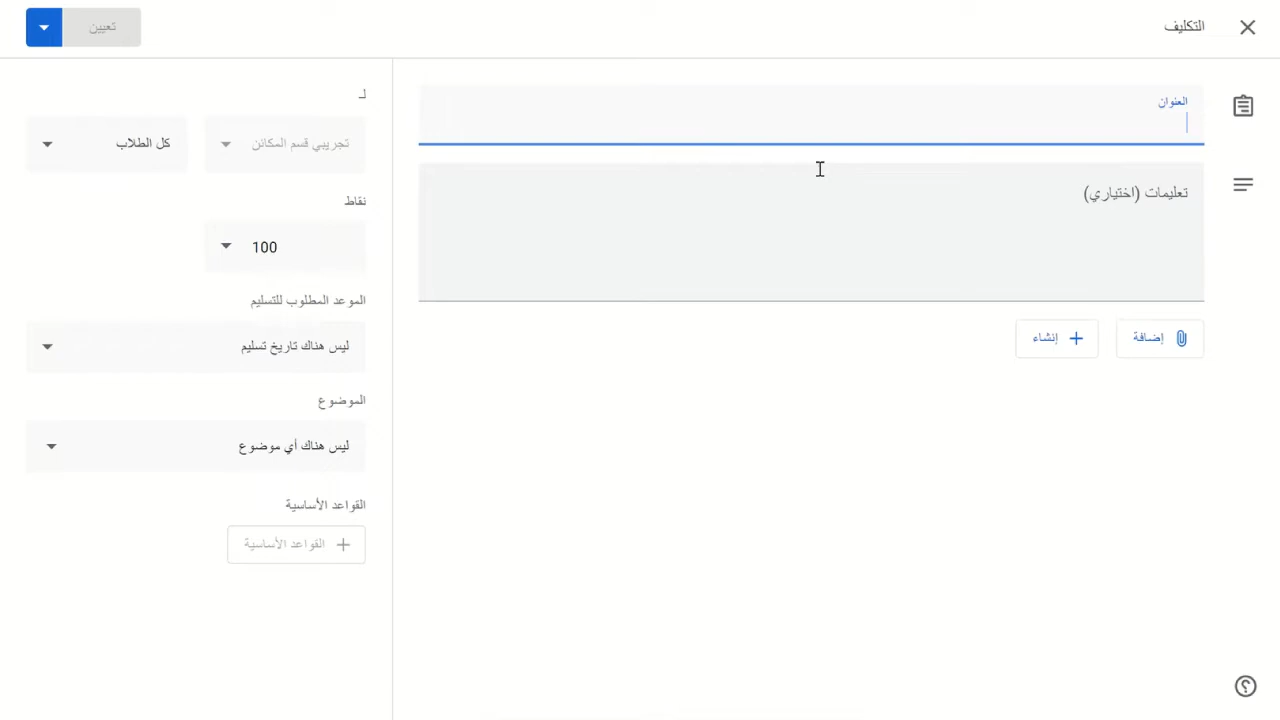 التكليف
تعيين
العنوان
تعليمات (اختياري)
إضافة
إنشاء
لـ
تجريبي قسم المكائن
كل الطلاب
نقاط
100
الموعد المطلوب للتسليم
ليس هناك تاريخ تسليم
الموضوع
ليس هناك أي موضوع
القواعد الأساسية
القواعد الأساسية